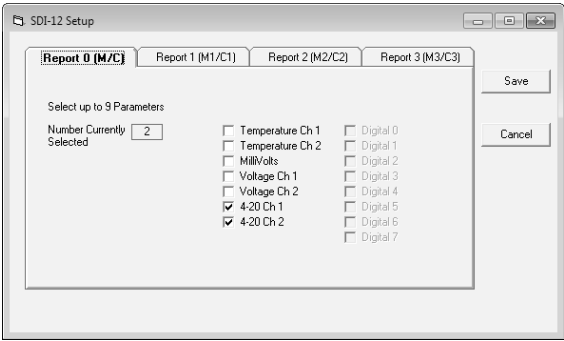 SDI-12 Setup
Report 0 (M/C) Report 1 (M1/C1) Report 2 (M2/C2) Report 3 (M3/C3)
Save
Select up to 9 Parameters
Number Currently Selected 2
Cancel
Temperature Ch 1 Digital 0
Temperature Ch 2 Digital 1
MilliVolts Digital 2
Voltage Ch 1 Digital 3
Voltage Ch 2 Digital 4
4-20 Ch 1 Digital 5
4-20 Ch 2 Digital 6
Digital 7